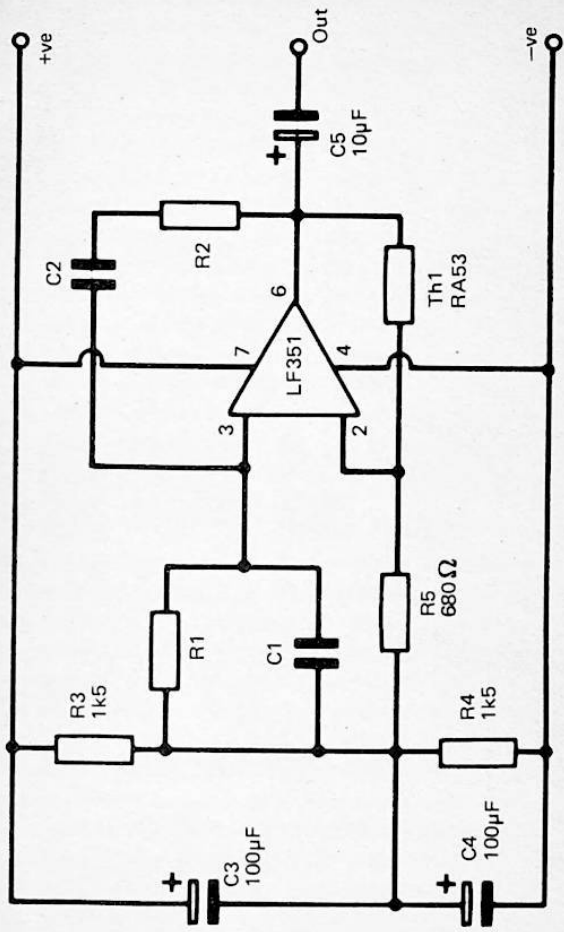 +ve
Out
−ve
+
C5
10µF
C2
R2
6
Th1
RA53
7
LF351
4
3
2
R1
C1
R5
680Ω
R3
1k5
R4
1k5
+
C3
100µF
+
C4
100µF